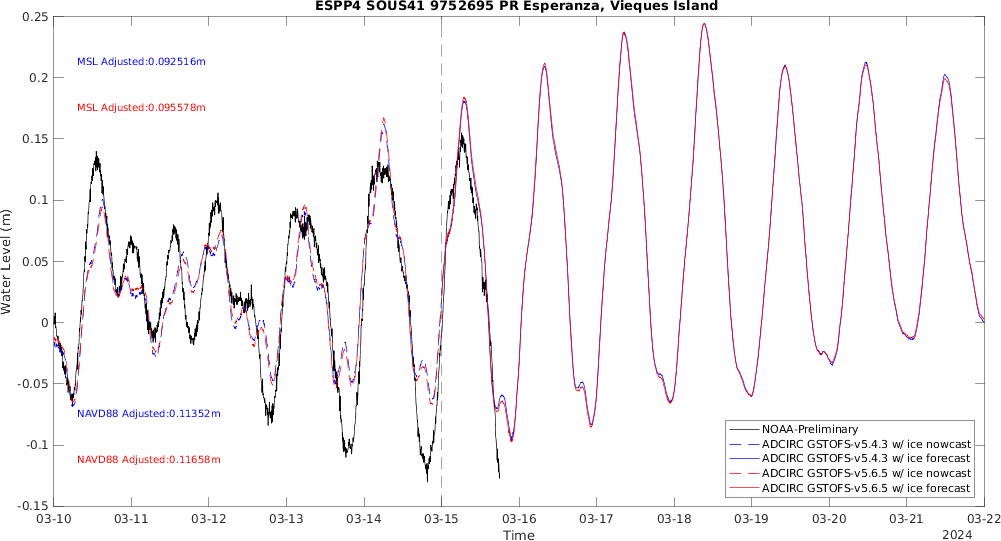 ESPP4 SOUS41 9752695 PR Esperanza, Vieques Island
0.25
0.2
0.15
0.1
0.05
0
-0.05
-0.1
-0.15
Water Level (m)
MSL Adjusted:0.092516m
MSL Adjusted:0.095578m
NAVD88 Adjusted:0.11352m
NAVD88 Adjusted:0.11658m
NOAA-Preliminary
ADCIRC GSTOFS-v5.4.3 w/ ice nowcast
ADCIRC GSTOFS-v5.4.3 w/ ice forecast
ADCIRC GSTOFS-v5.6.5 w/ ice nowcast
ADCIRC GSTOFS-v5.6.5 w/ ice forecast
03-10 03-11 03-12 03-13 03-14 03-15 03-16 03-17 03-18 03-19 03-20 03-21 03-22
Time
2024